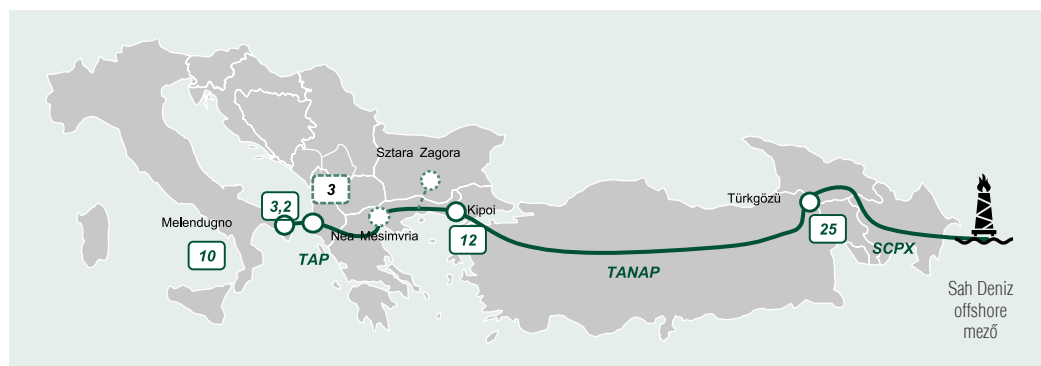 Sztara Zagora
3
Türkgözü
3,2
Kipoi
Melendugno
25
Nea Mesimvria
12
10
SCPX
TAP
TANAP
Sah Deniz
offshore
mező